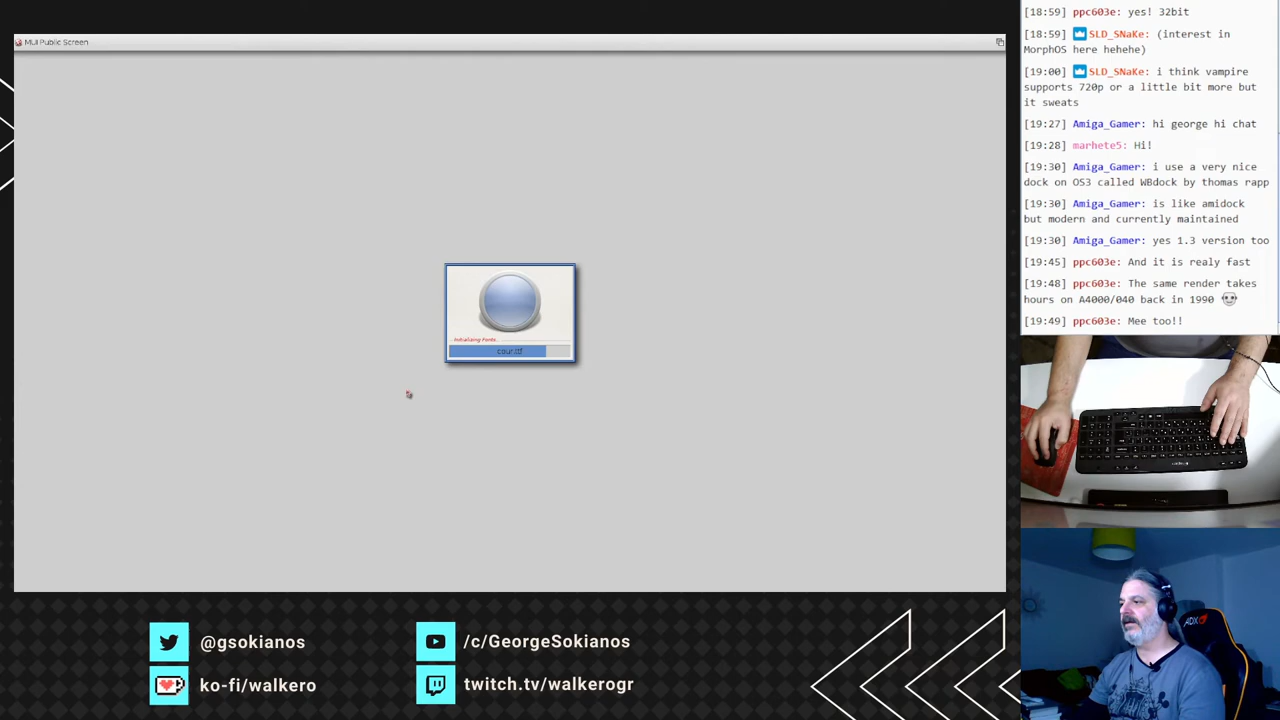 MUI Public Screen
Initializing Fonts.
cour.ttf
@gsokianos
/c/GeorgeSokianos
ko-fi/walkero
twitch.tv/walkerogr
[18:59] ppc603e: yes! 32bit
[18:59] SLD_SNaKe: (interest in
MorphOS here hehehe)
[19:00] SLD_SNaKe: i think vampire
supports 720p or a little bit more but
it sweats
[19:27] Amiga_Gamer: hi george hi chat
[19:28] marhete5: Hi!
[19:30] Amiga_Gamer: i use a very nice
dock on OS3 called WBdock by thomas rapp
[19:30] Amiga_Gamer: is like amidock
but modern and currently maintained
[19:30] Amiga_Gamer: yes 1.3 version too
[19:45] ppc603e: And it is realy fast
[19:48] ppc603e: The same render takes
hours on A4000/040 back in 1990
[19:49] ppc603e: Mee too!!
ADX